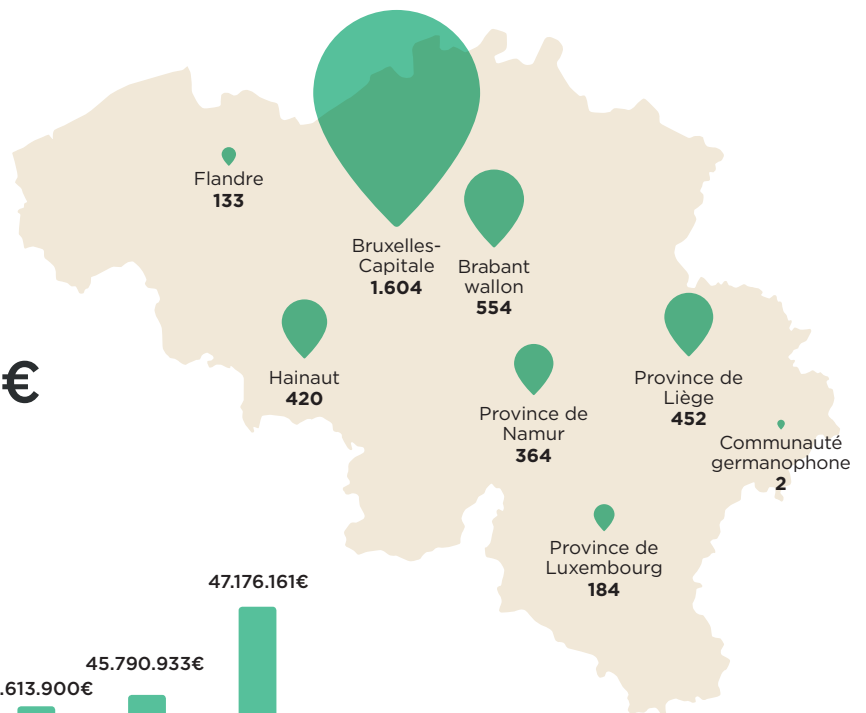 Flandre
133
Bruxelles-
Capitale
1.604
Brabant
wallon
554
€
Hainaut
420
Province de
Namur
364
Province de
Liège
452
Communauté
germanophone
2
Province de
Luxembourg
184
47.176.161€
45.790.933€
.613.900€